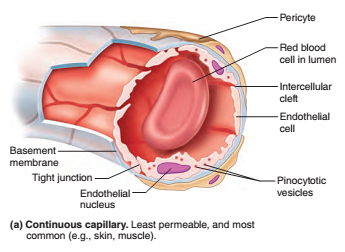 Pericyte
Red blood
cell in lumen
Intercellular
cleft
Endothelial
cell
Basement
membrane
Tight junction
Endothelial
nucleus
Pinocytotic
vesicles
(a) Continuous capillary. Least permeable, and most
common (e.g., skin, muscle).